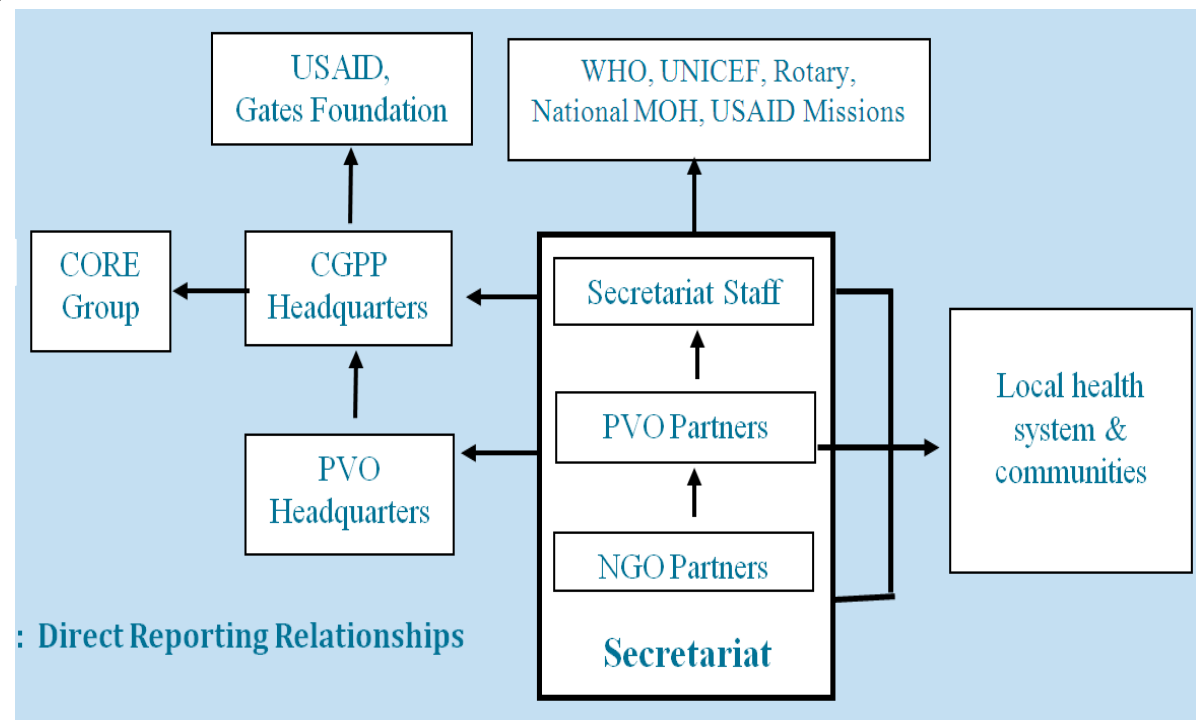 USAID,
Gates Foundation
WHO, UNICEF, Rotary,
National MOH, USAID Missions
CORE
Group
CGPP
Headquarters
Secretariat Staff
PVO Partners
NGO Partners
Secretariat
PVO
Headquarters
Local health
system &
communities
: Direct Reporting Relationships